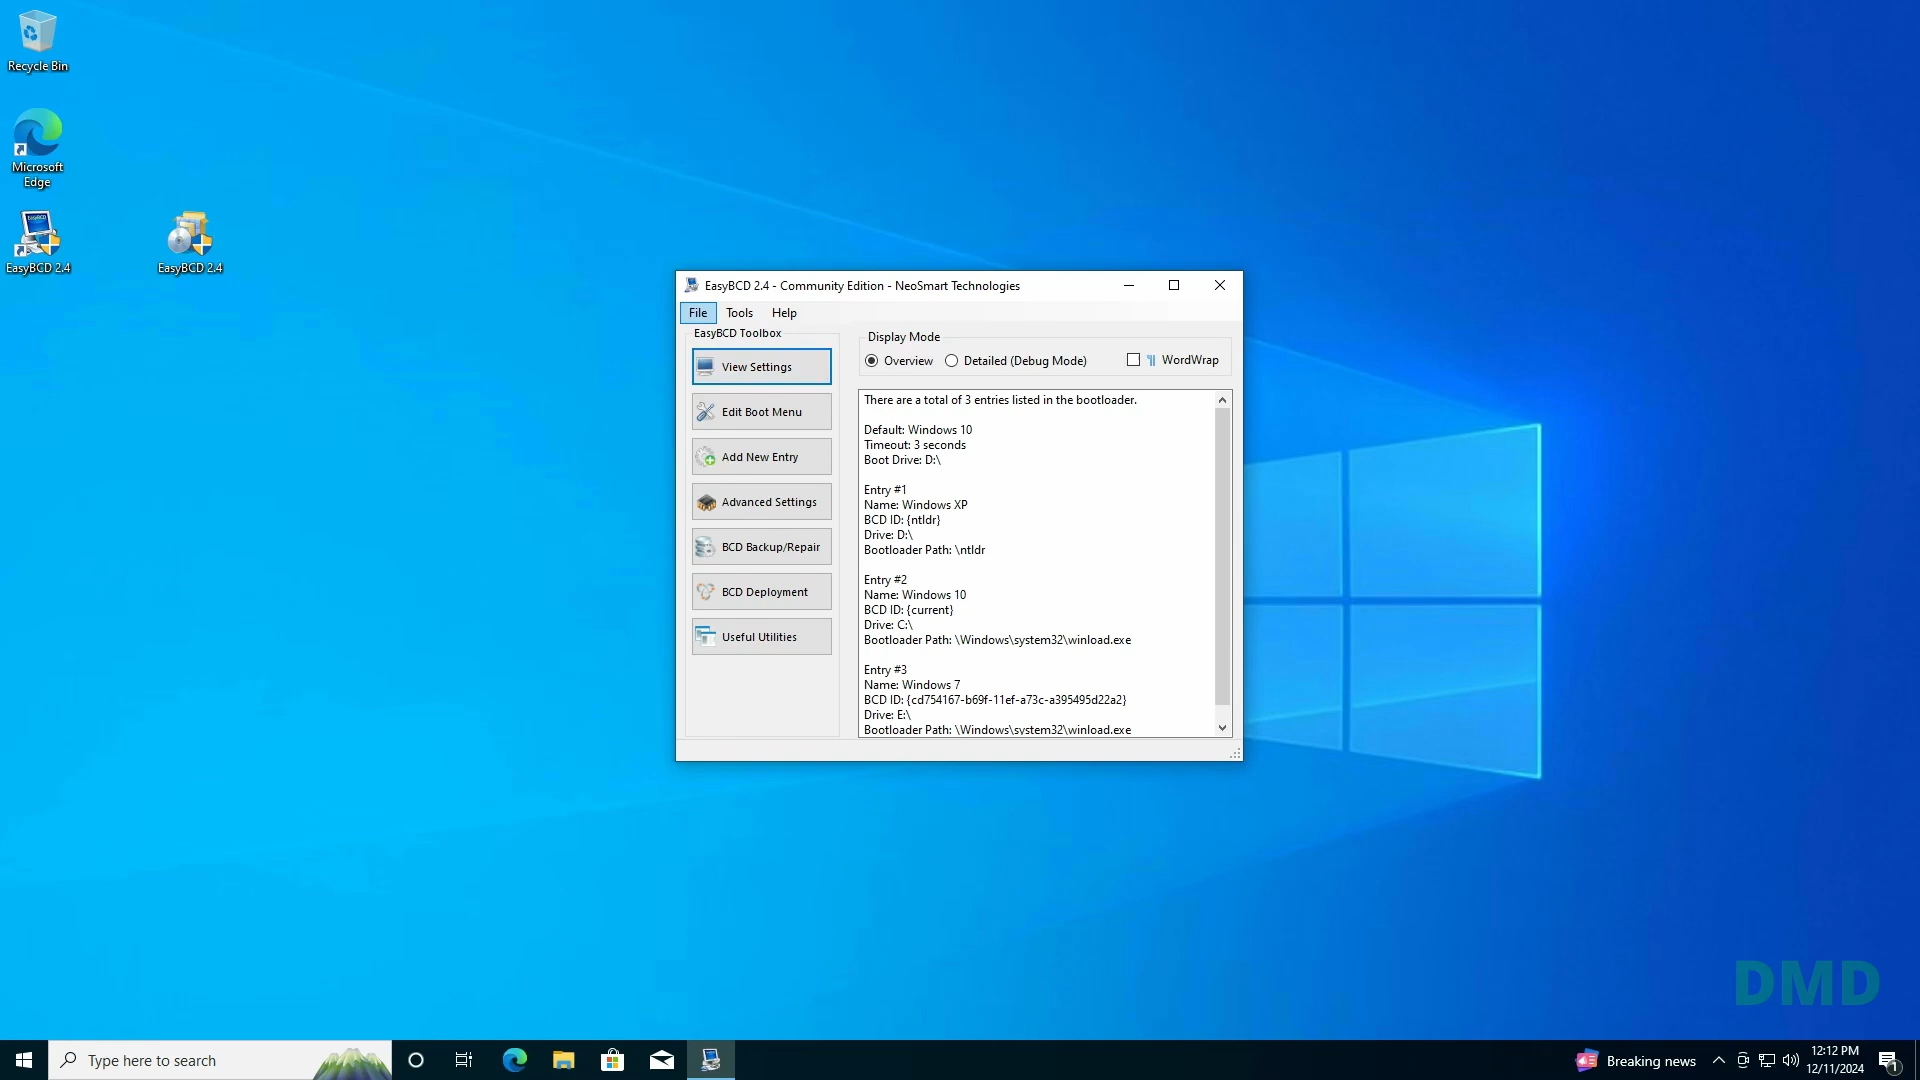 Recycle Bin
Microsoft
Edge
EasyBCD 2.4
EasyBCD 2.4
EasyBCD 2.4 - Community Edition - NeoSmart Technologies
File Tools Help
EasyBCD Toolbox
View Settings
Edit Boot Menu
Add New Entry
Advanced Settings
BCD Backup/Repair
BCD Deployment
Useful Utilities
Display Mode
Overview Detailed (Debug Mode) WordWrap
There are a total of 3 entries listed in the bootloader.
Default: Windows 10
Timeout: 3 seconds
Boot Drive: D:\
Entry #1
Name: Windows XP
BCD ID: {ntldr}
Drive: D:\
Bootloader Path: \ntldr
Entry #2
Name: Windows 10
BCD ID: {current}
Drive: C:\
Bootloader Path: \Windows\system32\winload.exe
Entry #3
Name: Windows 7
BCD ID: {cd754167-b69f-11ef-a73c-a395495d22a2}
Drive: E:\
Bootloader Path: \Windows\system32\winload.exe
DMD
Type here to search
Breaking news
12:12 PM
12/11/2024
1